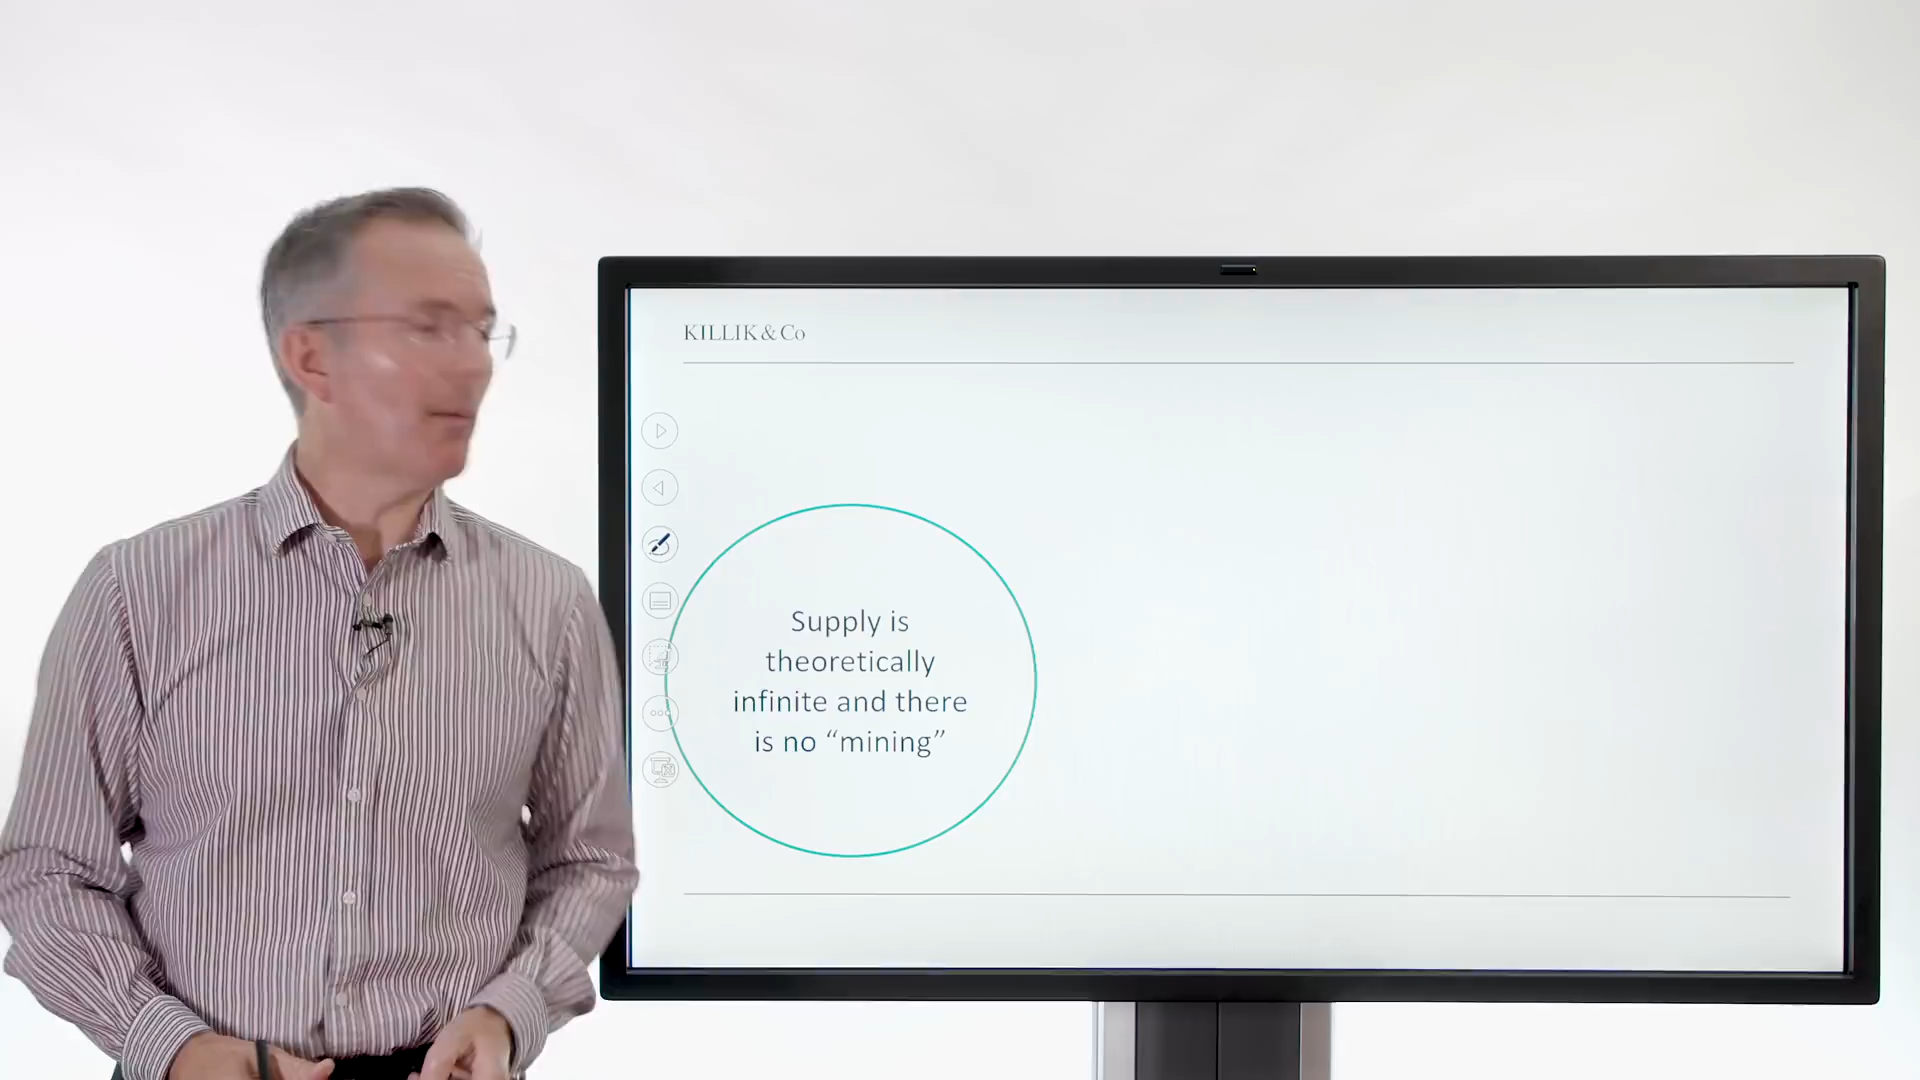 KILLIK & Co
Supply is
theoretically
infinite and there
is no “mining”